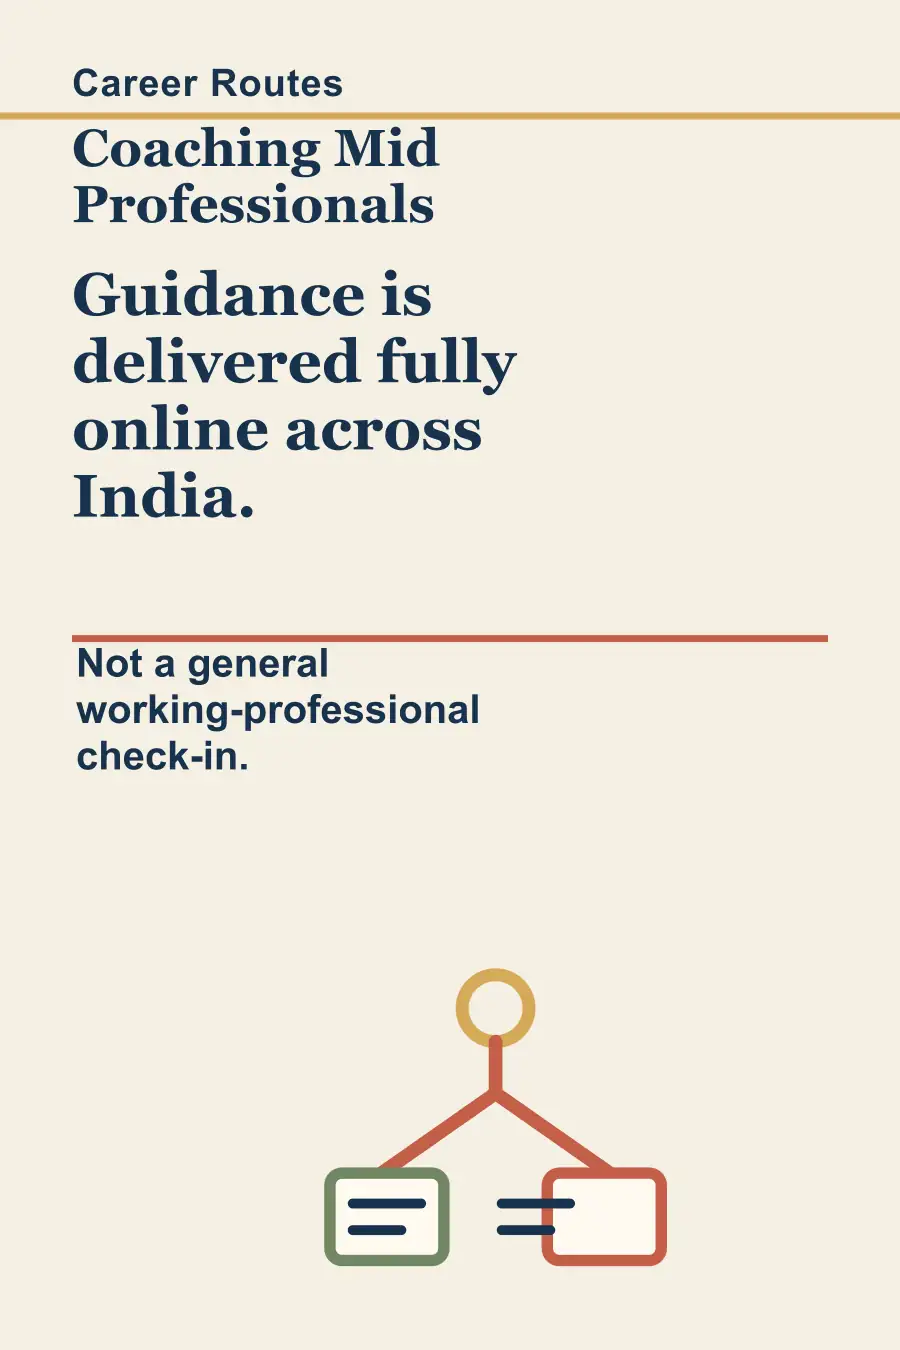 Career Routes
Coaching Mid
Professionals
Guidance is
delivered fully
online across
India.
Not a general
working-professional
check-in.